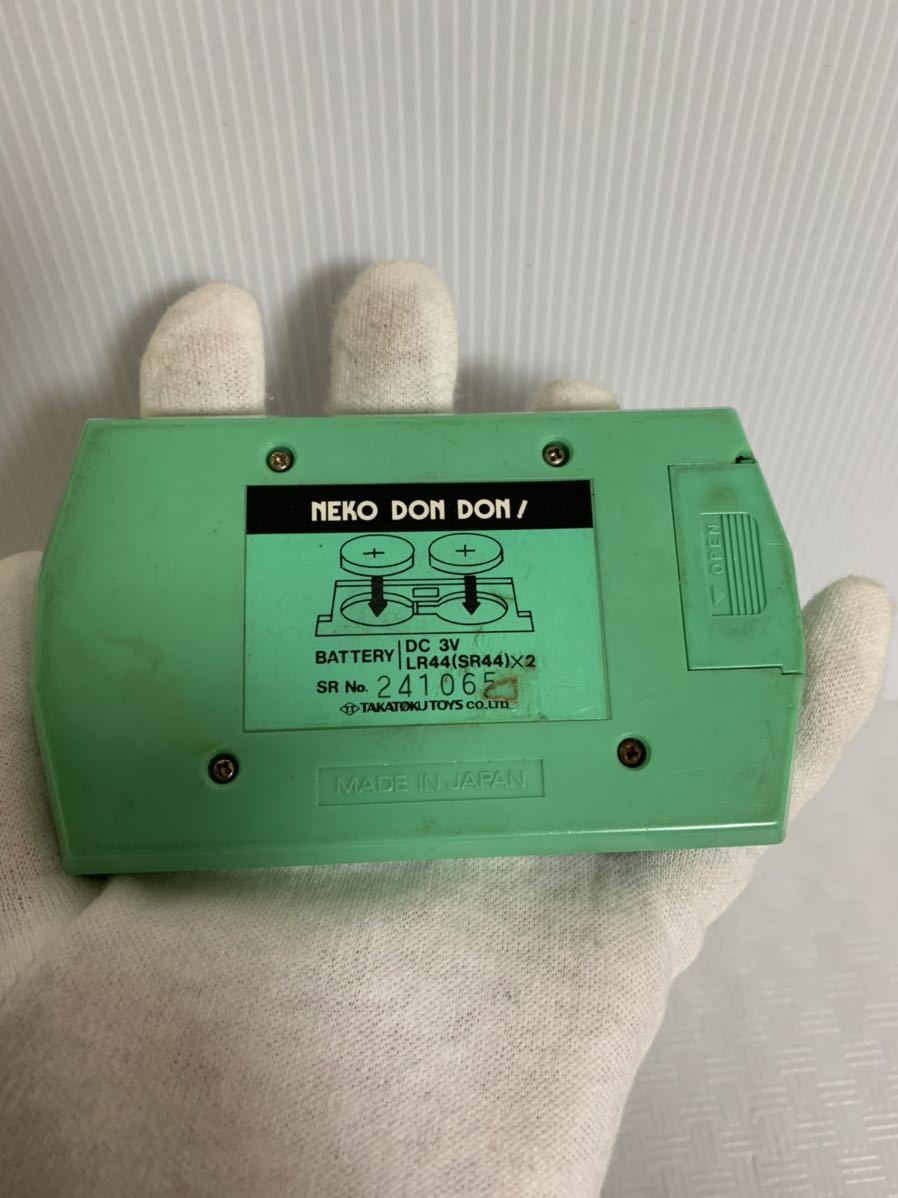 NEKO DON DON!
+ +
BATTERY DC 3V
LR44(SR44)×2
SR No. 241065
TAKATOKU TOYS CO.,LTD.
MADE IN JAPAN
OPEN